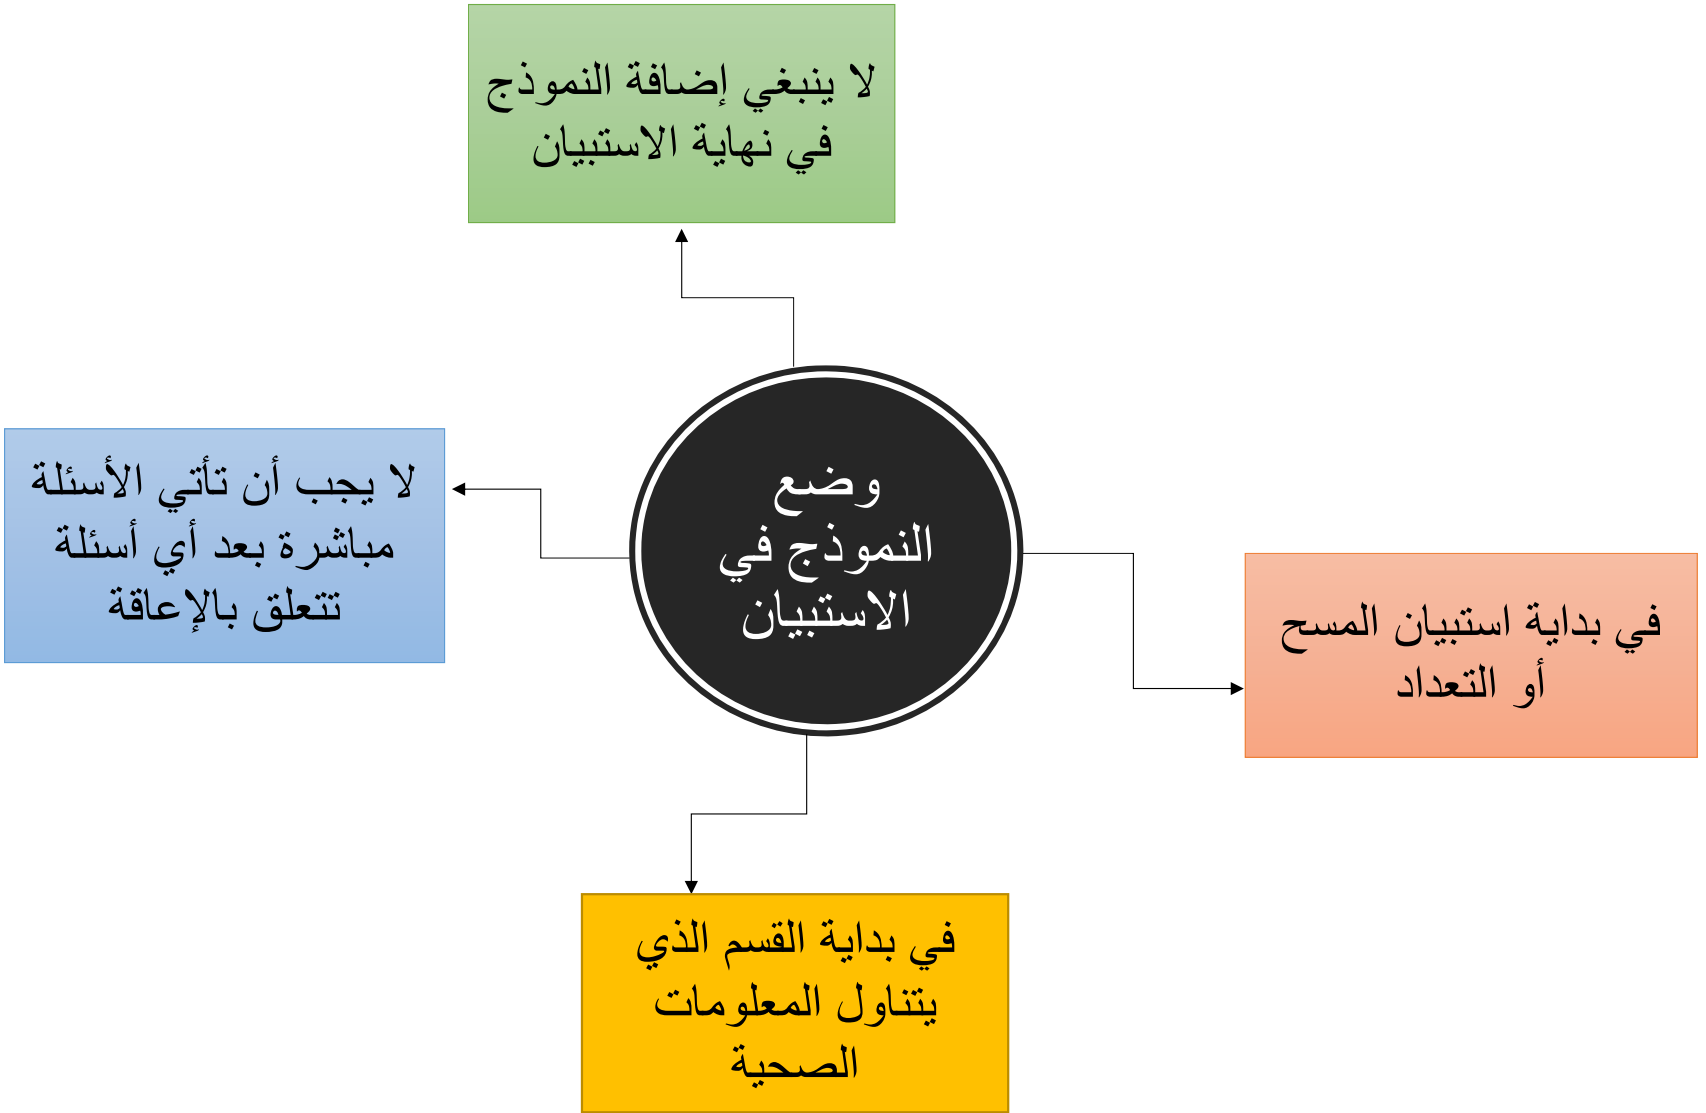 لا ينبغي إضافة النموذج
في نهاية الاستبيان
وضع
النموذج في
الاستبيان
في بداية استبيان المسح
أو التعداد
لا يجب أن تأتي الأسئلة
مباشرة بعد أي أسئلة
تتعلق بالإعاقة
في بداية القسم الذي
يتناول المعلومات
الصحية